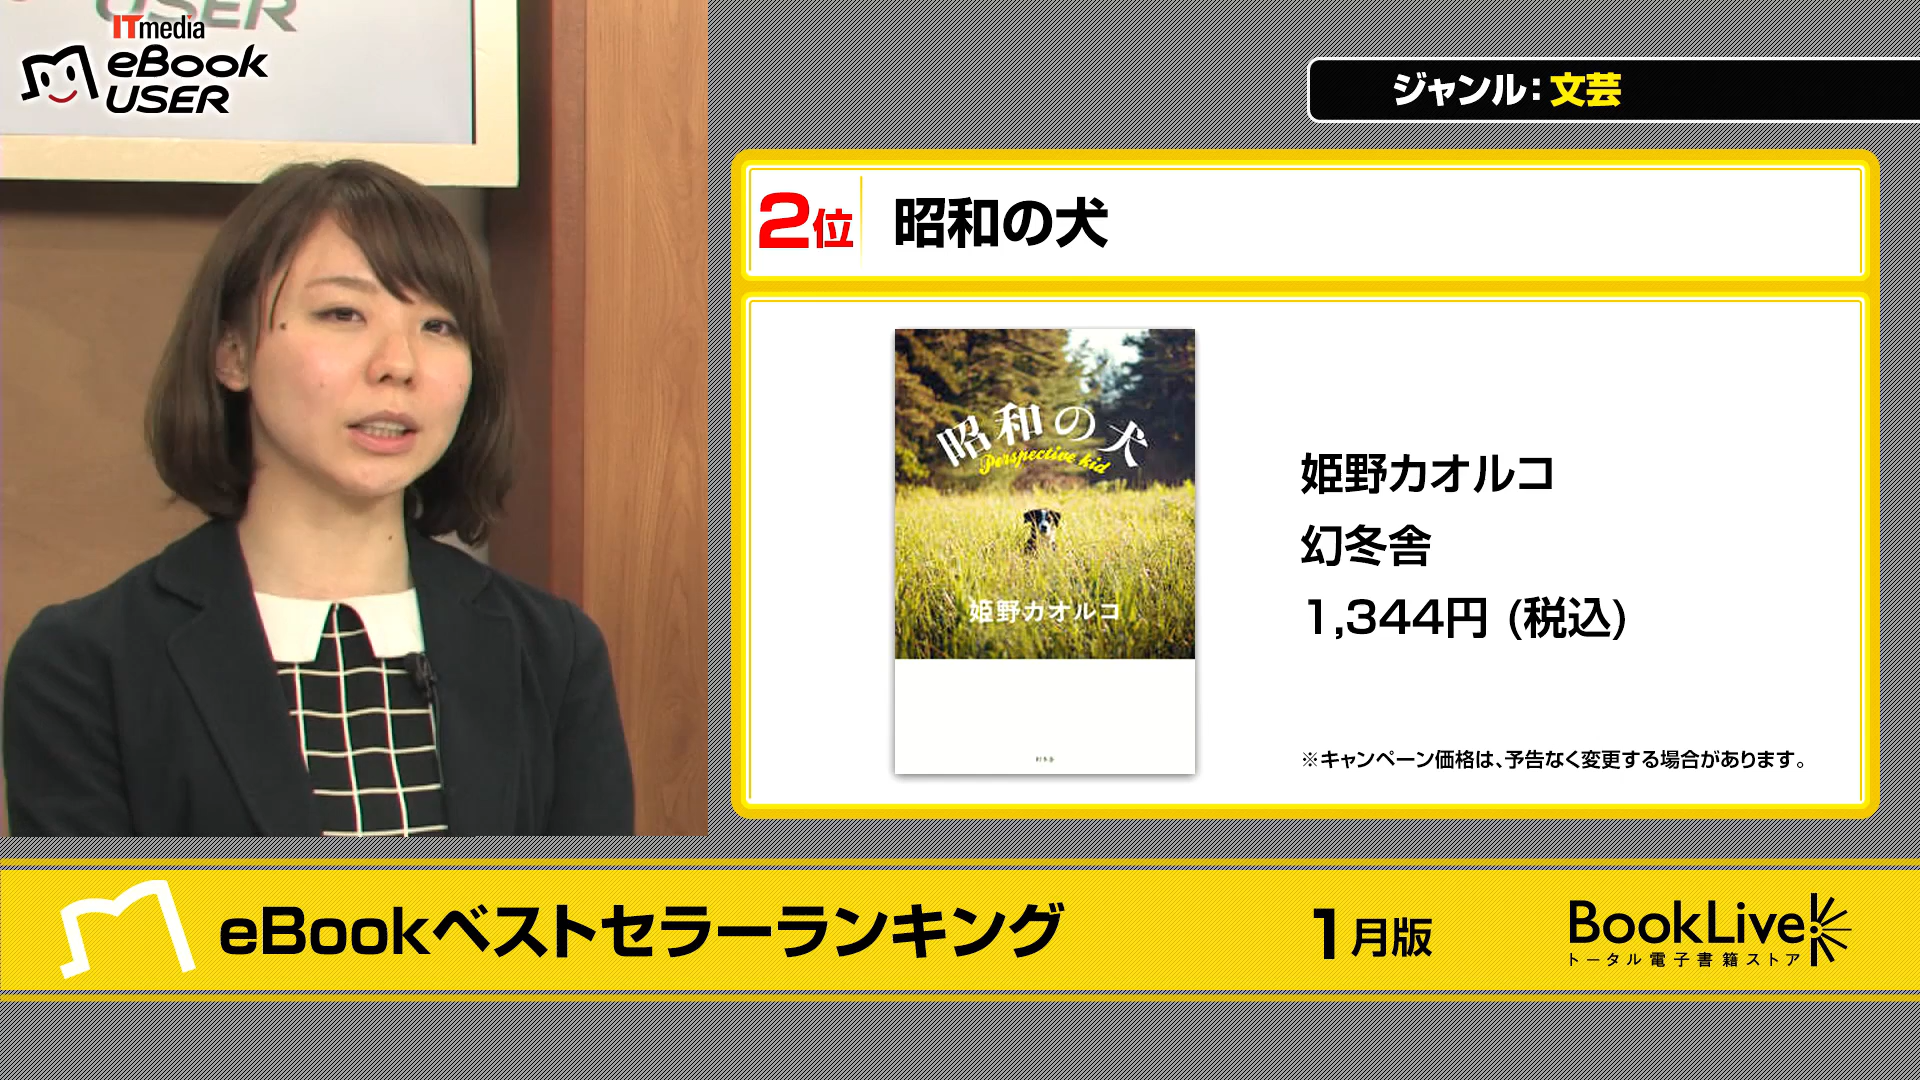 USER
ITmedia
eBook
USER
ジャンル：文芸
2位 昭和の犬
昭和の犬
Perspective kid
姫野カオルコ
幻冬舎
姫野カオルコ
幻冬舎
1,344円 (税込)
※キャンペーン価格は、予告なく変更する場合があります。
eBookベストセラーランキング
1月版
BookLive!
トータル電子書籍ストア